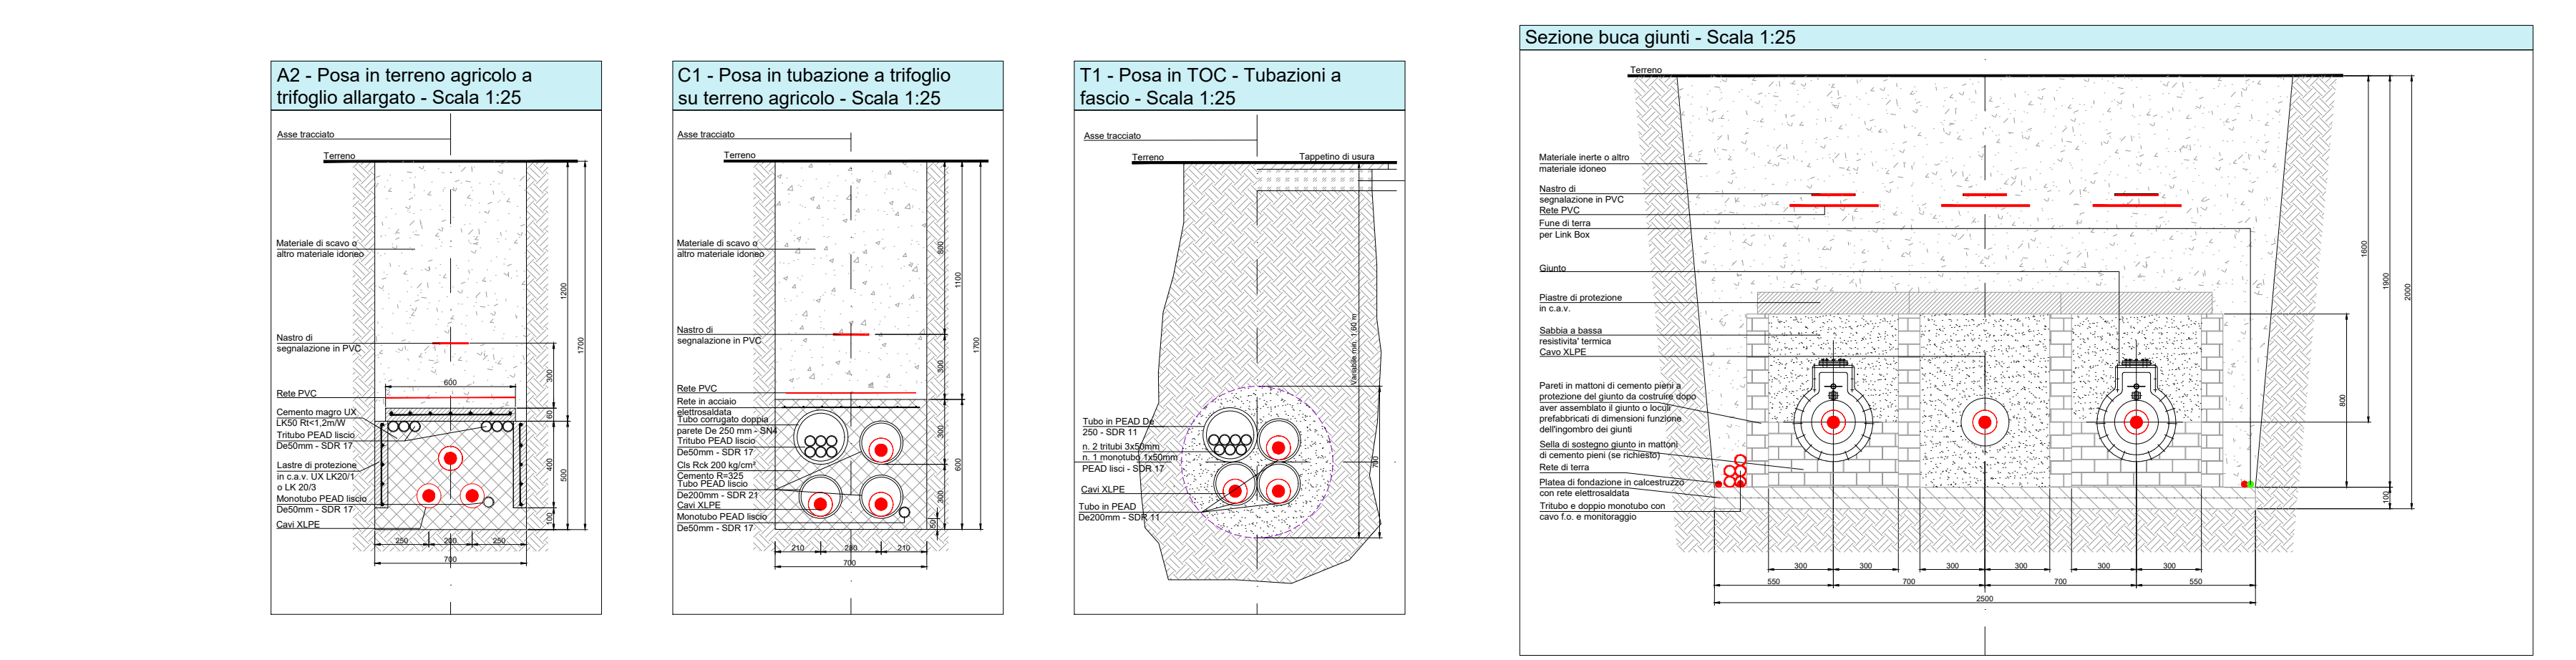 A2 - Posa in terreno agricolo a
trifoglio allargato - Scala 1:25
Asse tracciato
Terreno
Materiale di scavo o
altro materiale idoneo
Nastro di
segnalazione in PVC
Rete PVC
Cemento magro UX
LK50 Rt<1,2m/W
Tritubo PEAD liscio
De50mm - SDR 17
Lastre di protezione
in c.a.v. UX LK20/1
o LK 20/3
Monotubo PEAD liscio
De50mm - SDR 17
Cavi XLPE
600
1200
1700
300
60
400
500
100
250
200
250
700
C1 - Posa in tubazione a trifoglio
su terreno agricolo - Scala 1:25
Asse tracciato
Terreno
Materiale di scavo o
altro materiale idoneo
Nastro di
segnalazione in PVC
Rete PVC
Rete in acciaio
elettrosaldata
Tubo corrugato doppia
parete De 250 mm - SN4
Tritubo PEAD liscio
De50mm - SDR 17
Cls Rck 200 kg/cm²
Cemento R=325
Tubo PEAD liscio
De200mm - SDR 21
Cavi XLPE
Monotubo PEAD liscio
De50mm - SDR 17
1100
1700
300
300
600
300
50
210
280
210
700
T1 - Posa in TOC - Tubazioni a
fascio - Scala 1:25
Asse tracciato
Terreno
Tappetino di usura
Variabile min. 1,60 m
Tubo in PEAD De
250 - SDR 11
n. 2 tritubi 3x50mm
n. 1 monotubo 1x50mm
PEAD lisci - SDR 17
Cavi XLPE
Tubo in PEAD
De200mm - SDR 11
700
Sezione buca giunti - Scala 1:25
Terreno
Materiale inerte o altro
materiale idoneo
Nastro di
segnalazione in PVC
Rete PVC
Fune di terra
per Link Box
Giunto
Piastre di protezione
in c.a.v.
Sabbia a bassa
resistivita' termica
Cavo XLPE
Pareti in mattoni di cemento pieni a
protezione del giunto da costruire dopo
aver assemblato il giunto o loculi
prefabbricati di dimensioni funzione
dell'ingombro dei giunti
Sella di sostegno giunto in mattoni
di cemento pieni (se richiesto)
Rete di terra
Platea di fondazione in calcestruzzo
con rete elettrosaldata
Tritubo e doppio monotubo con
cavo f.o. e monitoraggio
1600
1900
2000
800
100
300
300
300
300
300
300
550
700
700
550
2500